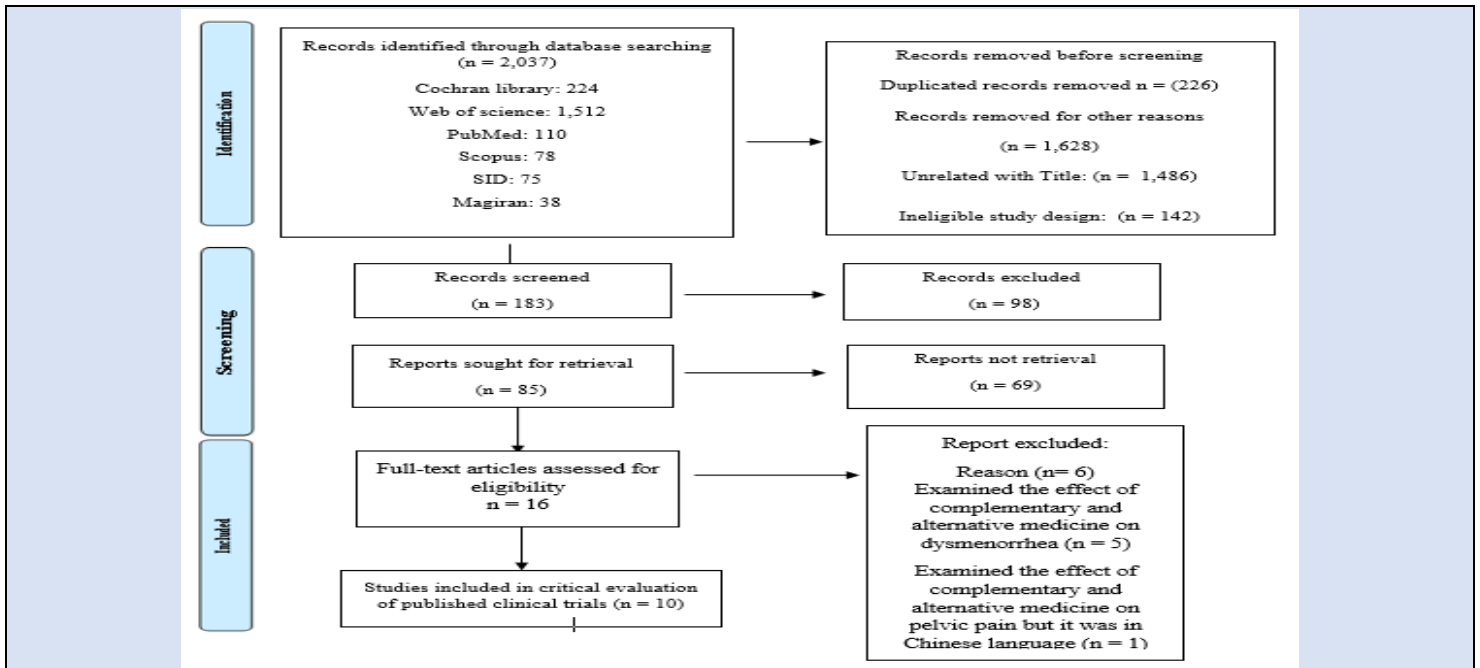 Identification
Records identified through database searching
(n = 2,037)
Cochran library: 224
Web of science: 1,512
PubMed: 110
Scopus: 78
SID: 75
Magiran: 38
Records removed before screening
Duplicated records removed n = (226)
Records removed for other reasons
(n = 1,628)
Unrelated with Title: (n = 1,486)
Ineligible study design: (n = 142)
Screening
Records screened
(n = 183)
Records excluded
(n = 98)
Reports sought for retrieval
(n = 85)
Reports not retrieval
(n = 69)
Included
Full-text articles assessed for
eligibility
n = 16
Report excluded:
Reason (n= 6)
Examined the effect of
complementary and
alternative medicine on
dysmenorrhea (n = 5)
Examined the effect of
complementary and
alternative medicine on
pelvic pain but it was in
Chinese language (n = 1)
Studies included in critical evaluation
of published clinical trials (n = 10)